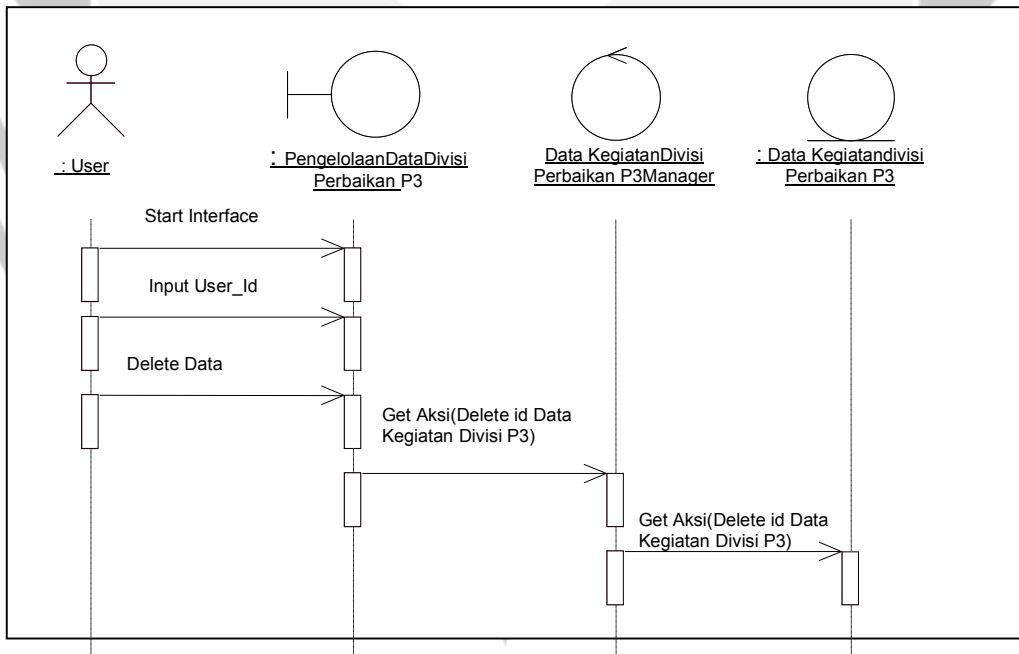 : User
: PengelolaanDataDivisi
Perbaikan P3
Data KegiatanDivisi
Perbaikan P3Manager
: Data Kegiatandivisi
Perbaikan P3
Start Interface
Input User_Id
Delete Data
Get Aksi(Delete id Data
Kegiatan Divisi P3)
Get Aksi(Delete id Data
Kegiatan Divisi P3)